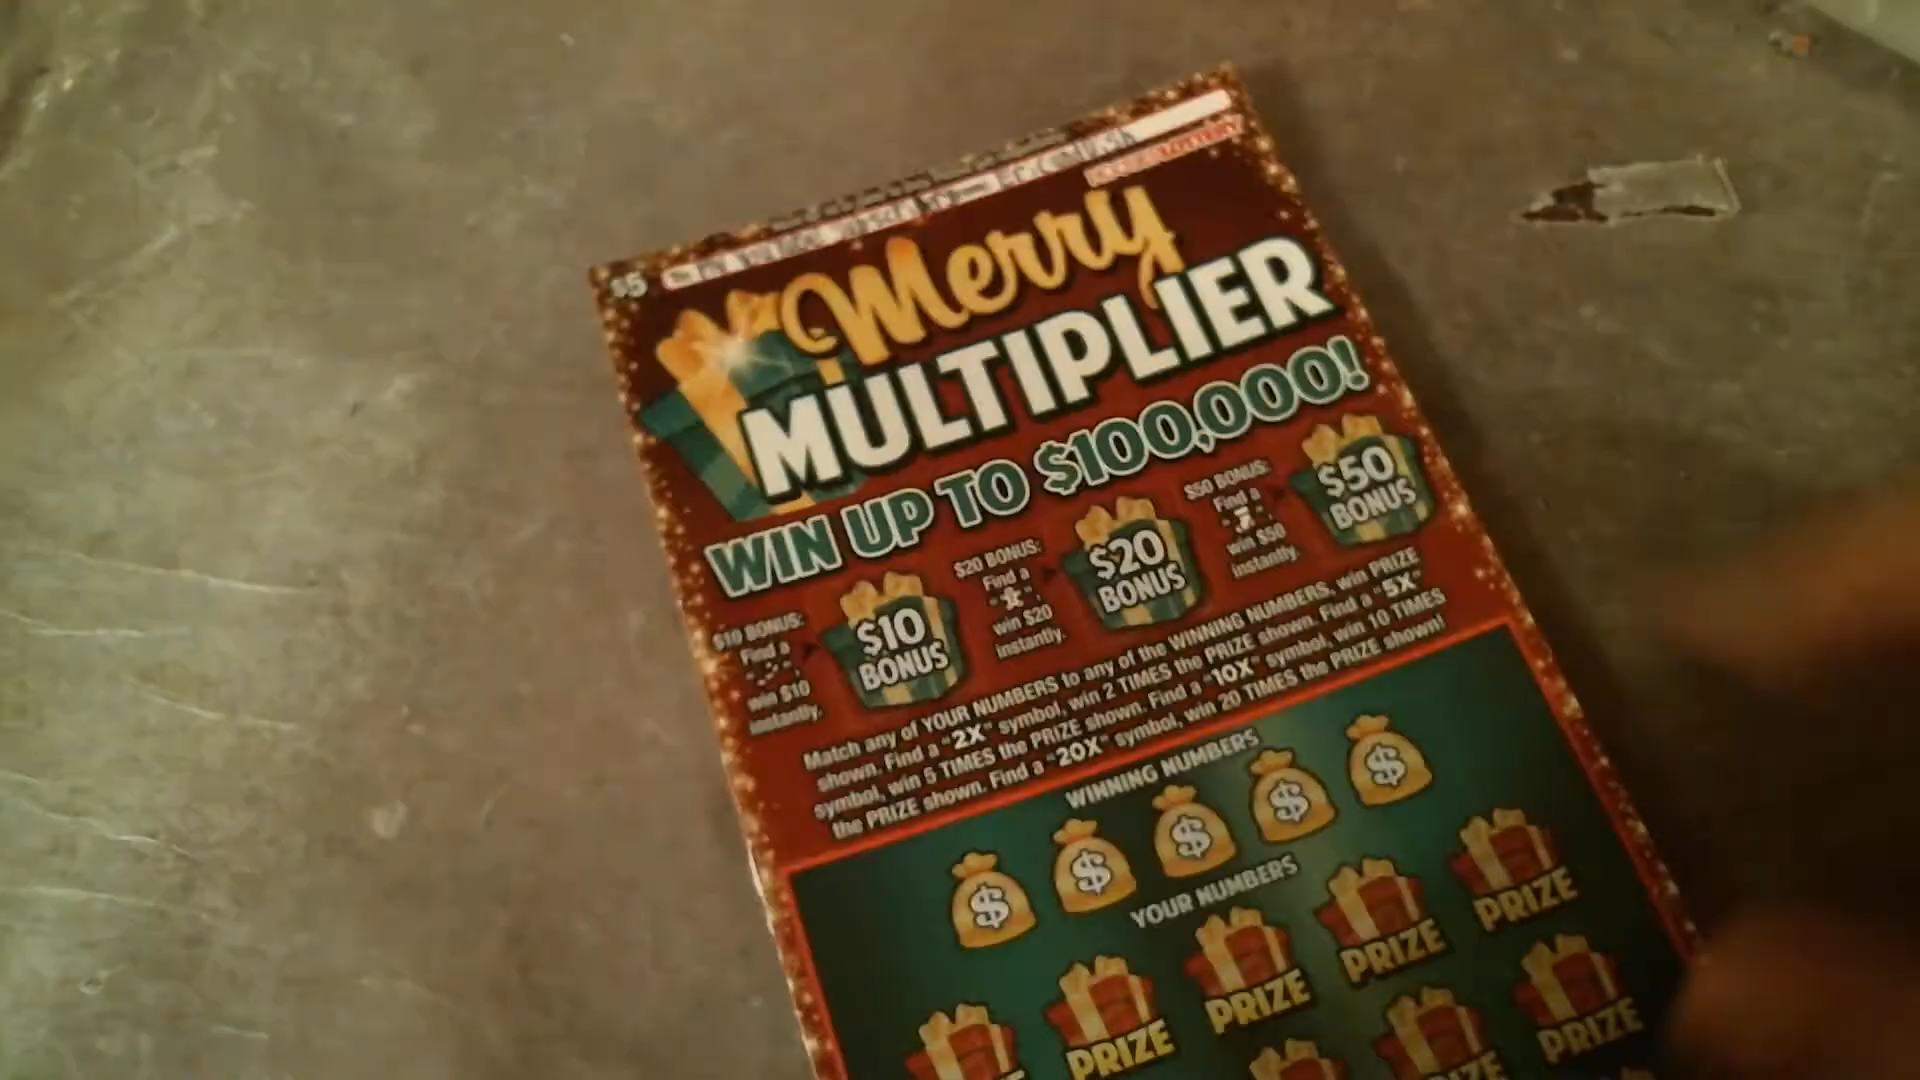 $5
LOTTERY
Merry
MULTIPLIER
WIN UP TO $100,000!
$10 BONUS:
Find a
win $10
instantly.
$10
BONUS
$20 BONUS:
Find a
win $20
instantly.
$20
BONUS
$50 BONUS:
Find a
win $50
instantly.
$50
BONUS
Match any of YOUR NUMBERS to any of the WINNING NUMBERS, win PRIZE
shown. Find a "2X" symbol, win 2 TIMES the PRIZE shown. Find a "5X"
symbol, win 5 TIMES the PRIZE shown. Find a "10X" symbol, win 10 TIMES
the PRIZE shown. Find a "20X" symbol, win 20 TIMES the PRIZE shown!
WINNING NUMBERS
$ $ $ $ $
YOUR NUMBERS
PRIZE PRIZE PRIZE PRIZE
PRIZE